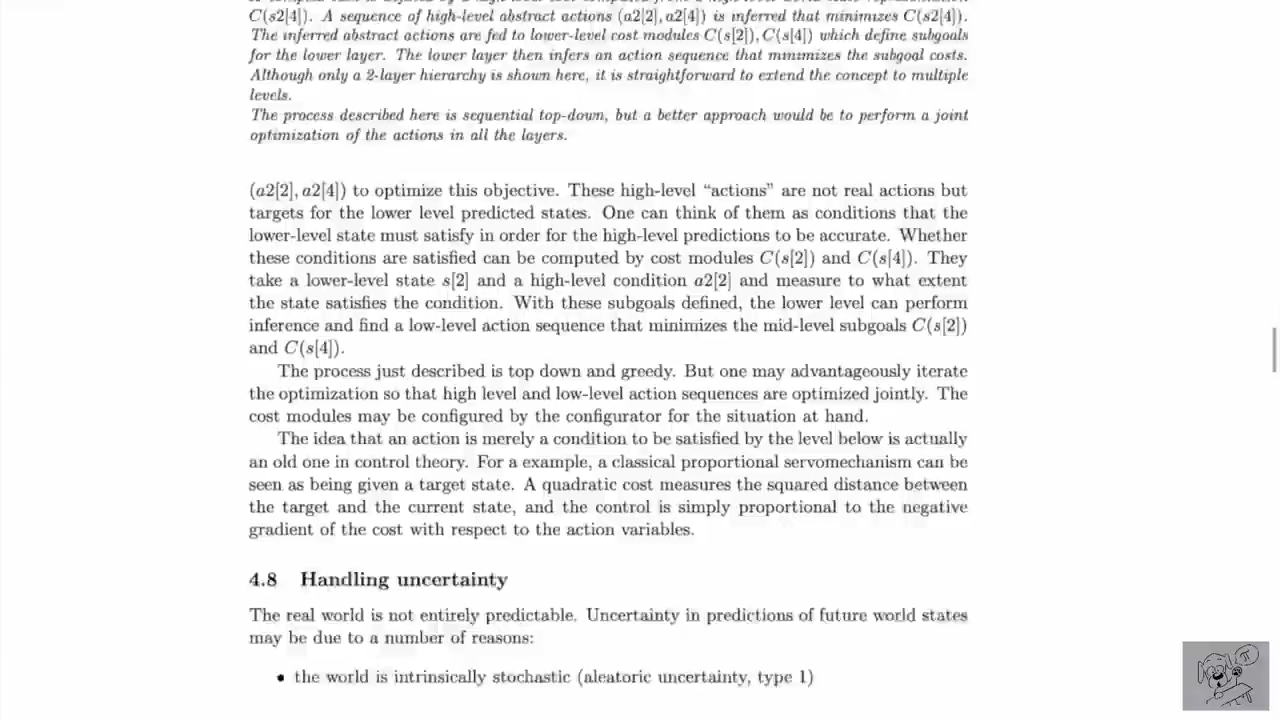 C(s2[4]). A sequence of high-level abstract actions (a2[2], a2[4]) is inferred that minimizes C(s2[4]).
The inferred abstract actions are fed to lower-level cost modules C(s[2]), C(s[4]) which define subgoals
for the lower layer. The lower layer then infers an action sequence that minimizes the subgoal costs.
Although only a 2-layer hierarchy is shown here, it is straightforward to extend the concept to multiple
levels.
The process described here is sequential top-down, but a better approach would be to perform a joint
optimization of the actions in all the layers.
(a2[2], a2[4]) to optimize this objective. These high-level “actions” are not real actions but
targets for the lower level predicted states. One can think of them as conditions that the
lower-level state must satisfy in order for the high-level predictions to be accurate. Whether
these conditions are satisfied can be computed by cost modules C(s[2]) and C(s[4]). They
take a lower-level state s[2] and a high-level condition a2[2] and measure to what extent
the state satisfies the condition. With these subgoals defined, the lower level can perform
inference and find a low-level action sequence that minimizes the mid-level subgoals C(s[2])
and C(s[4]).
The process just described is top down and greedy. But one may advantageously iterate
the optimization so that high level and low-level action sequences are optimized jointly. The
cost modules may be configured by the configurator for the situation at hand.
The idea that an action is merely a condition to be satisfied by the level below is actually
an old one in control theory. For a example, a classical proportional servomechanism can be
seen as being given a target state. A quadratic cost measures the squared distance between
the target and the current state, and the control is simply proportional to the negative
gradient of the cost with respect to the action variables.
4.8 Handling uncertainty
The real world is not entirely predictable. Uncertainty in predictions of future world states
may be due to a number of reasons:
• the world is intrinsically stochastic (aleatoric uncertainty, type 1)
π